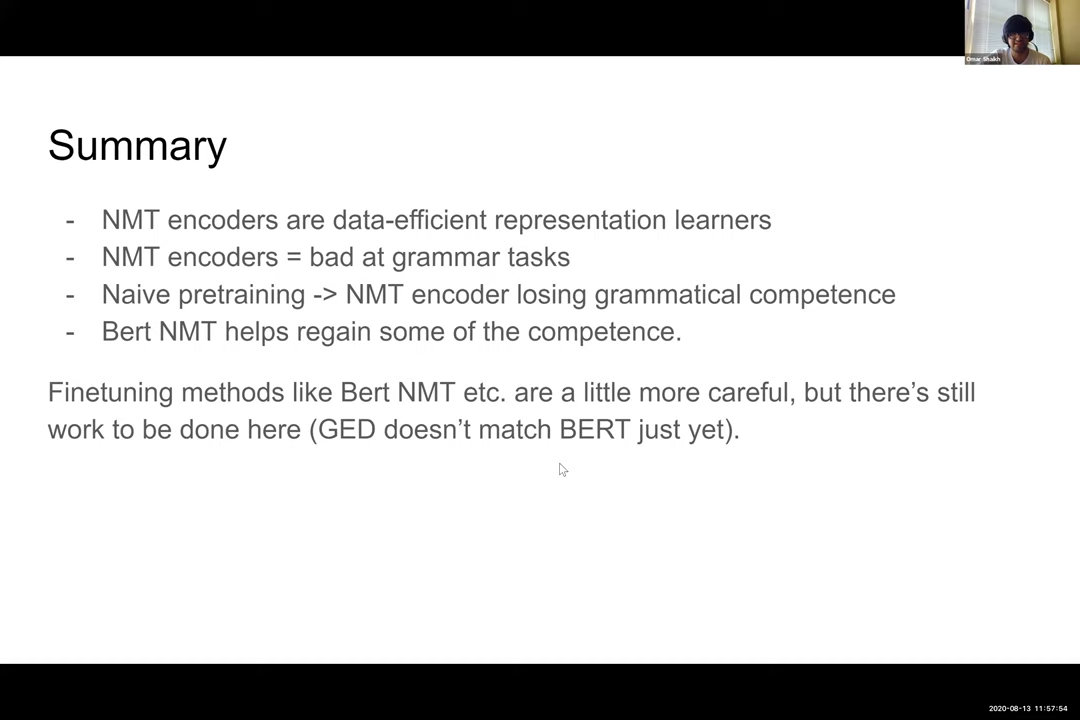 Omar Shaikh
Summary
- NMT encoders are data-efficient representation learners
- NMT encoders = bad at grammar tasks
- Naive pretraining -> NMT encoder losing grammatical competence
- Bert NMT helps regain some of the competence.
Finetuning methods like Bert NMT etc. are a little more careful, but there’s still
work to be done here (GED doesn’t match BERT just yet).
2020-08-13 11:57:54